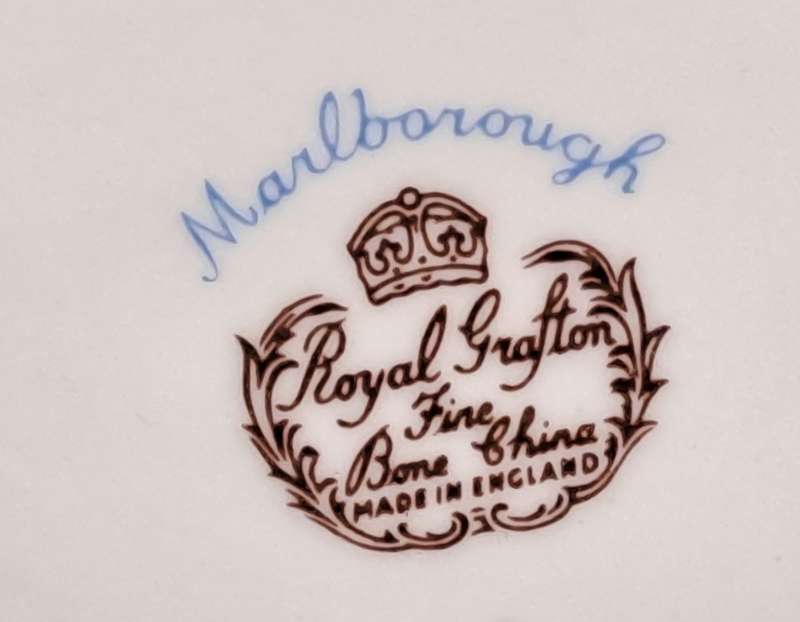 Marlborough
Royal Grafton
Fine
Bone China
MADE IN ENGLAND